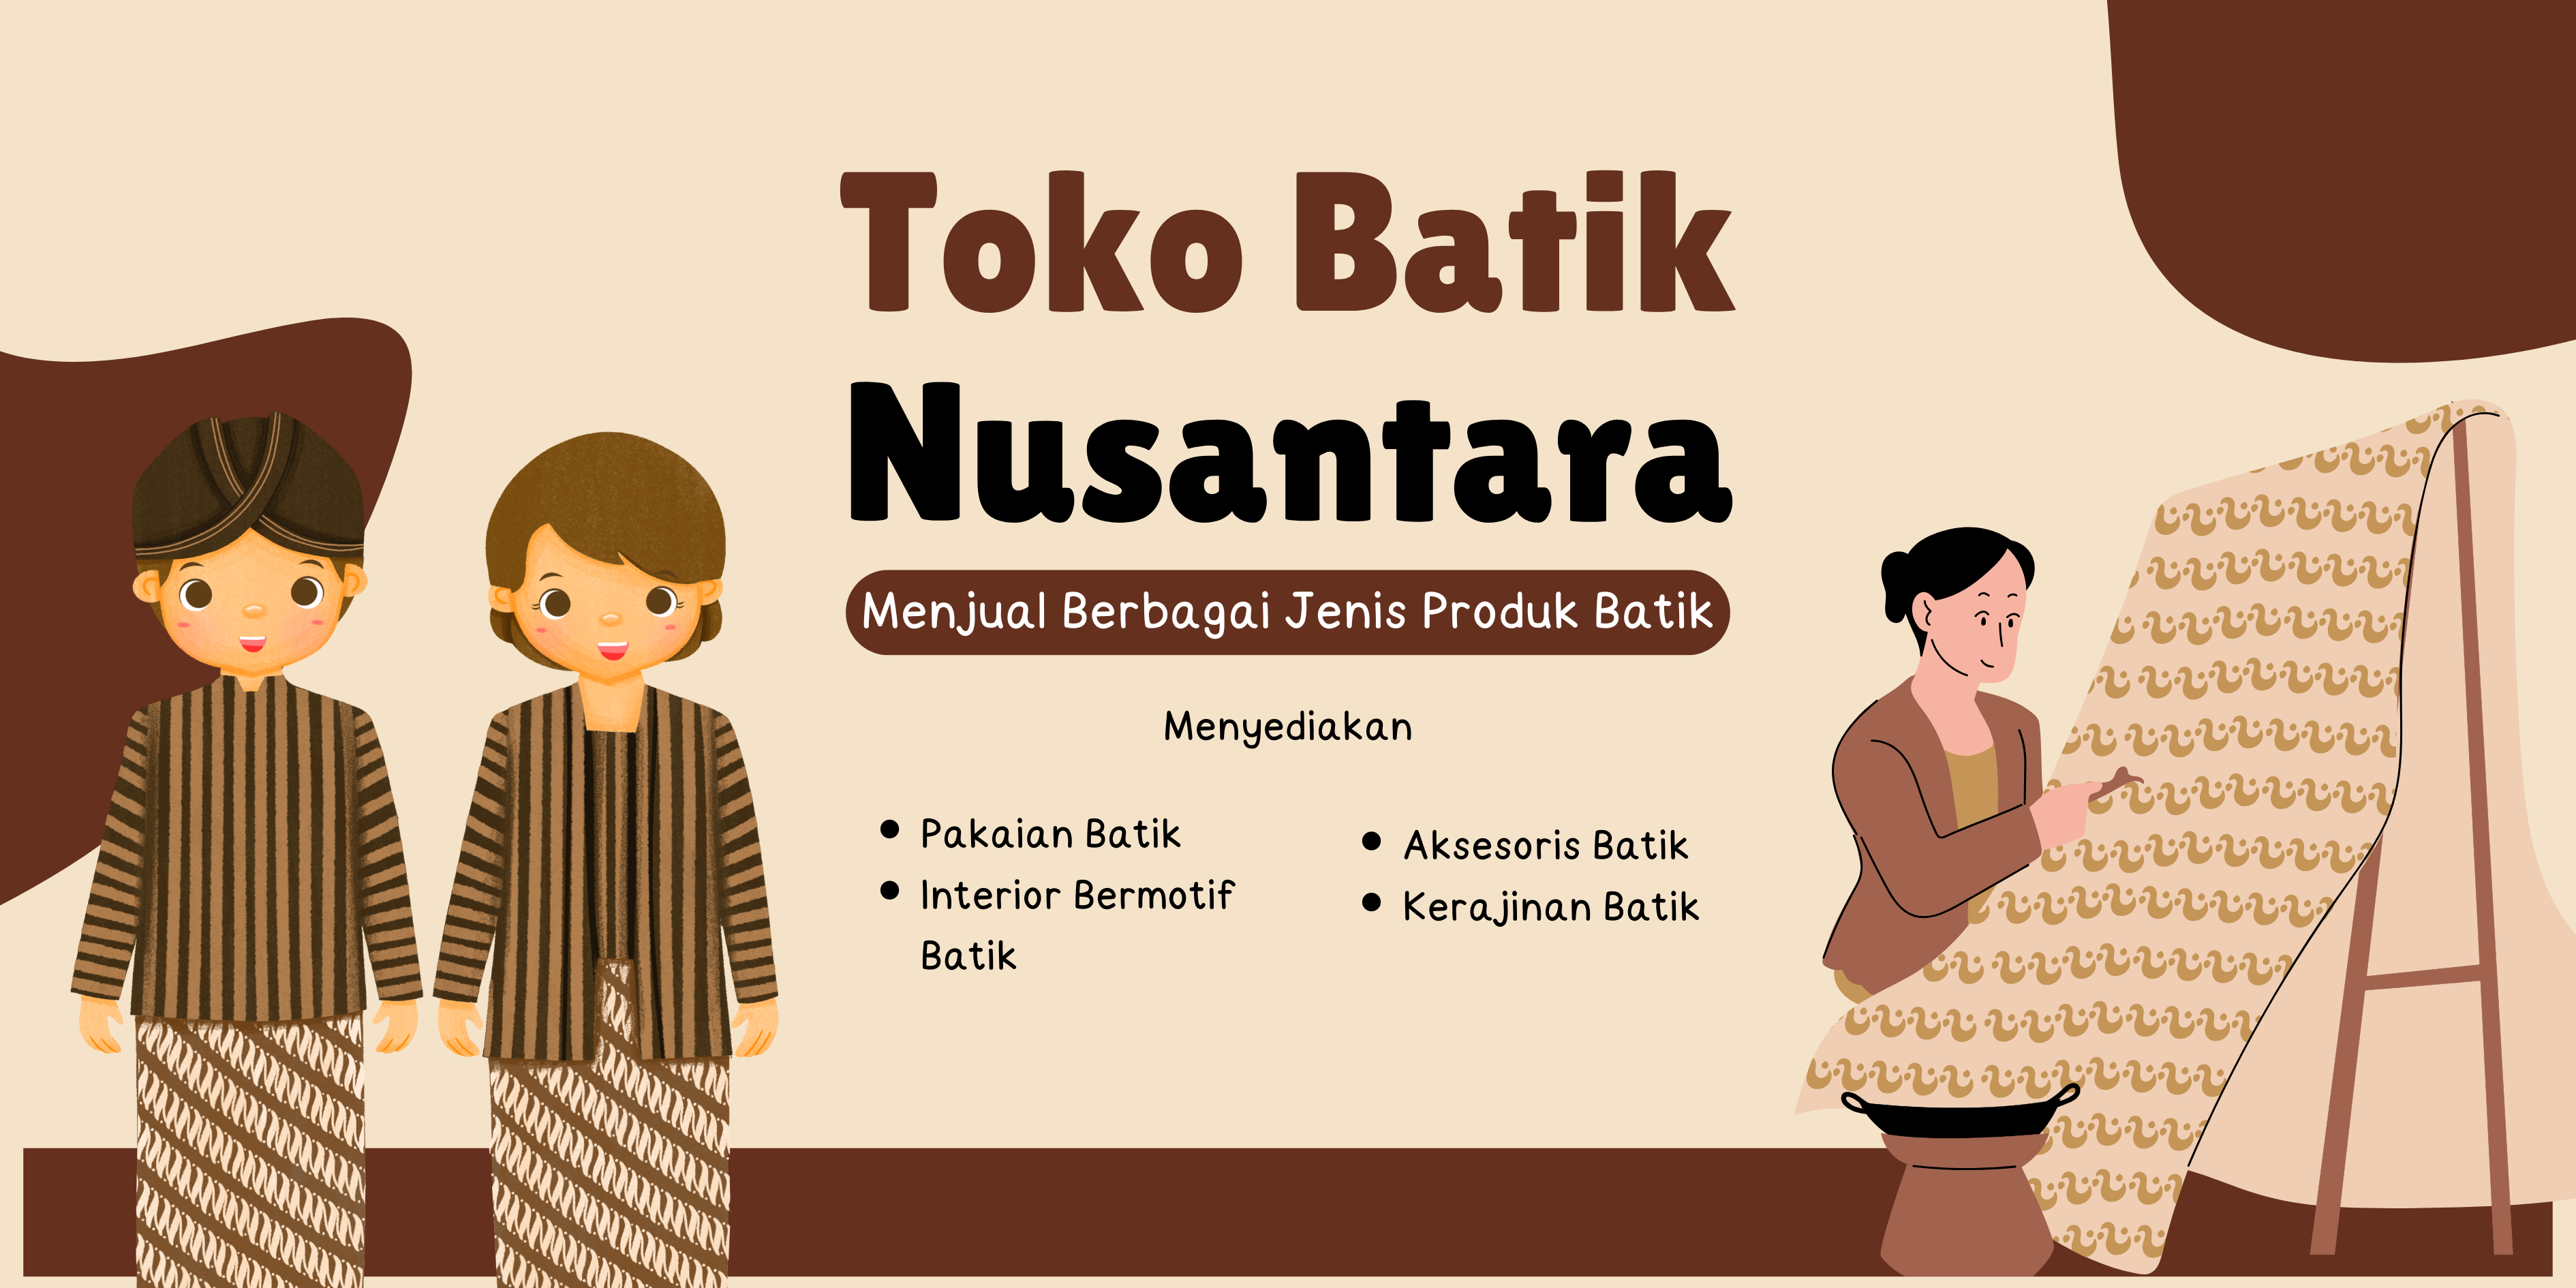 Toko Batik
Nusantara
Menjual Berbagai Jenis Produk Batik
Menyediakan
Pakaian Batik
Interior Bermotif
Batik
Aksesoris Batik
Kerajinan Batik